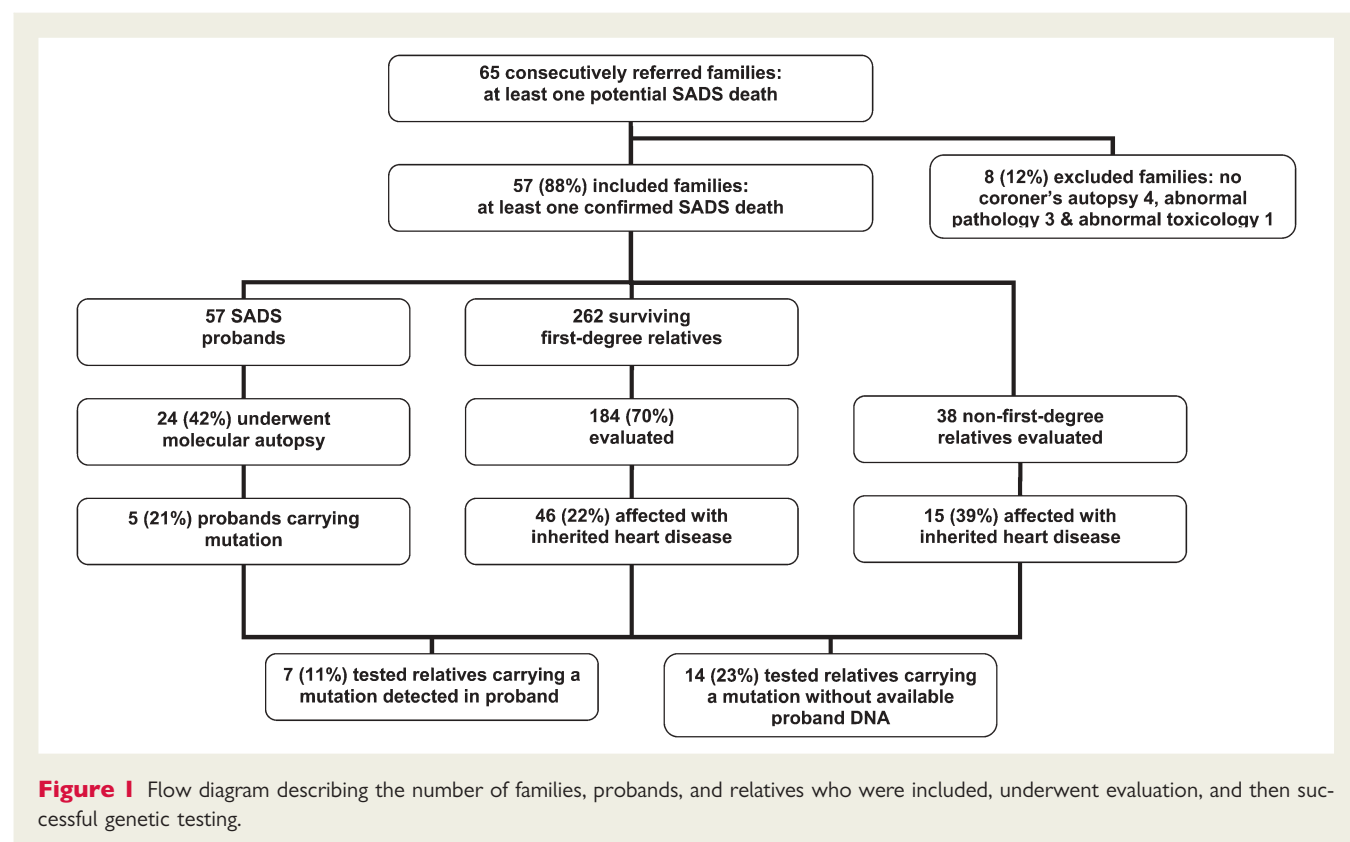 65 consecutively referred families:
at least one potential SADS death
57 (88%) included families:
at least one confirmed SADS death
8 (12%) excluded families: no
coroner's autopsy 4, abnormal
pathology 3 & abnormal toxicology 1
57 SADS
probands
262 surviving
first-degree relatives
24 (42%) underwent
molecular autopsy
184 (70%)
evaluated
38 non-first-degree
relatives evaluated
5 (21%) probands carrying
mutation
46 (22%) affected with
inherited heart disease
15 (39%) affected with
inherited heart disease
7 (11%) tested relatives carrying a
mutation detected in proband
14 (23%) tested relatives carrying
a mutation without available
proband DNA
Figure 1 Flow diagram describing the number of families, probands, and relatives who were included, underwent evaluation, and then suc-
cessful genetic testing.